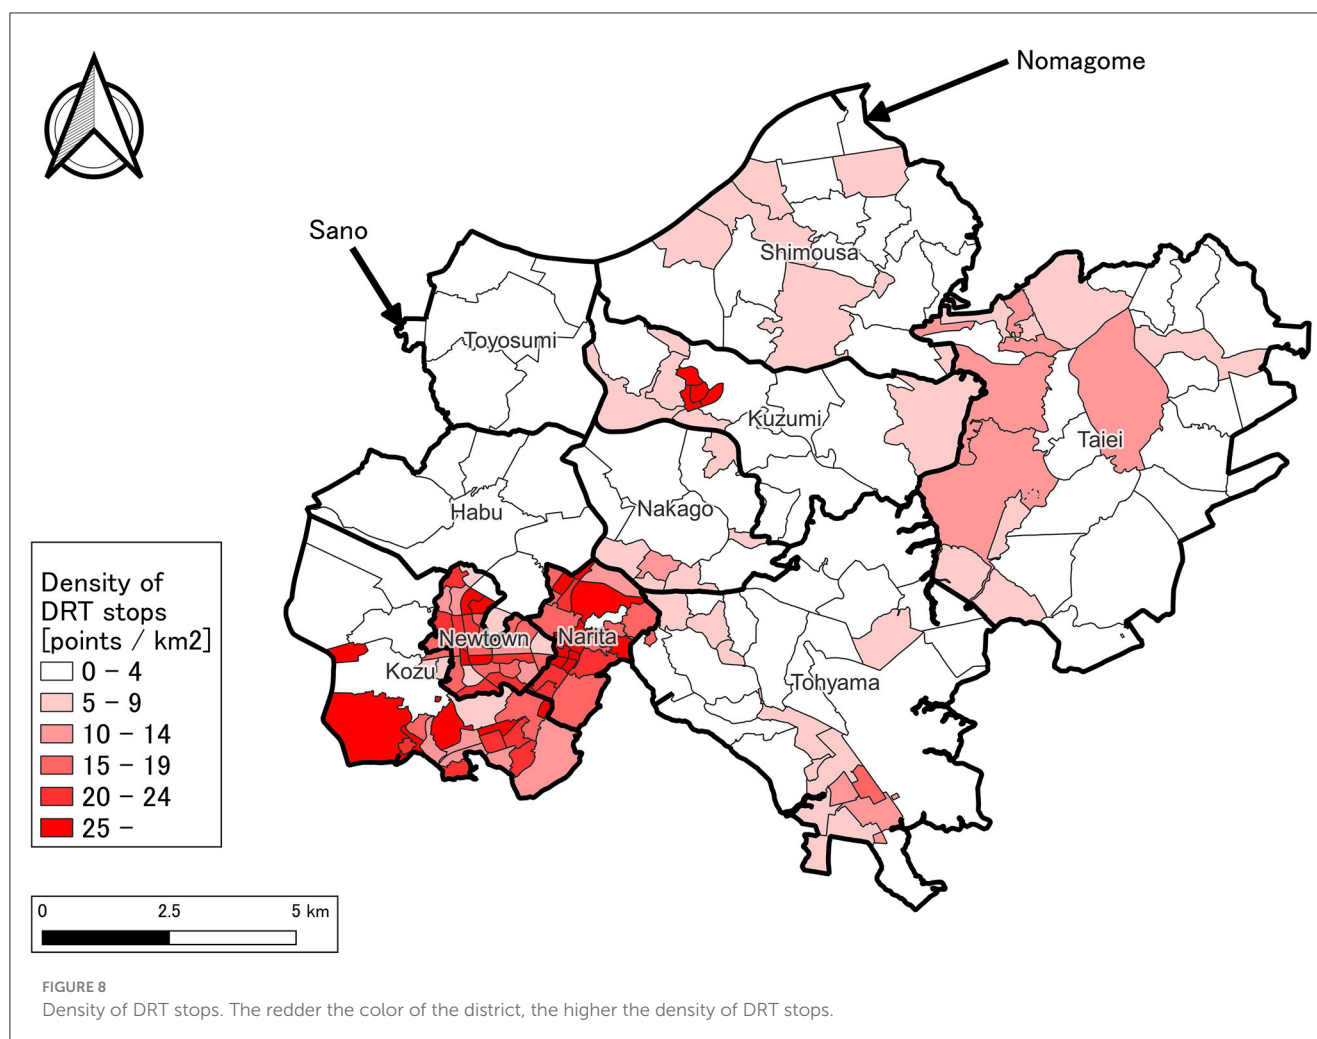 Nomagome
Sano
Shimousa
Toyosumi
Kuzumi
Taiei
Habu
Nakago
Newtown
Narita
Kozu
Tohyama
Density of
DRT stops
[points / km2]
0 – 4
5 – 9
10 – 14
15 – 19
20 – 24
25 –
0 2.5 5 km
FIGURE 8
Density of DRT stops. The redder the color of the district, the higher the density of DRT stops.